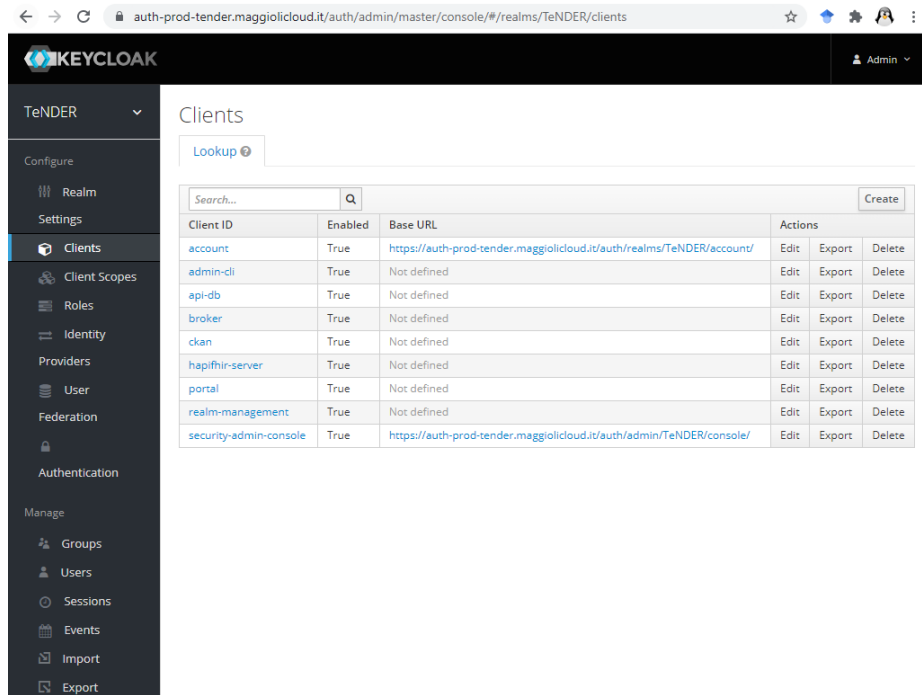 auth-prod-tender.maggiolicloud.it/auth/admin/master/console/#/realms/TeNDER/clients
KEYCLOAK
Admin
TeNDER
Configure
Realm
Settings
Clients
Client Scopes
Roles
Identity
Providers
User
Federation
Authentication
Manage
Groups
Users
Sessions
Events
Import
Export
Clients
Lookup
Search...
Create
Client ID Enabled Base URL Actions
account True https://auth-prod-tender.maggiolicloud.it/auth/realms/TeNDER/account/ Edit Export Delete
admin-cli True Not defined Edit Export Delete
api-db True Not defined Edit Export Delete
broker True Not defined Edit Export Delete
ckan True Not defined Edit Export Delete
hapifhir-server True Not defined Edit Export Delete
portal True Not defined Edit Export Delete
realm-management True Not defined Edit Export Delete
security-admin-console True https://auth-prod-tender.maggiolicloud.it/auth/admin/TeNDER/console/ Edit Export Delete